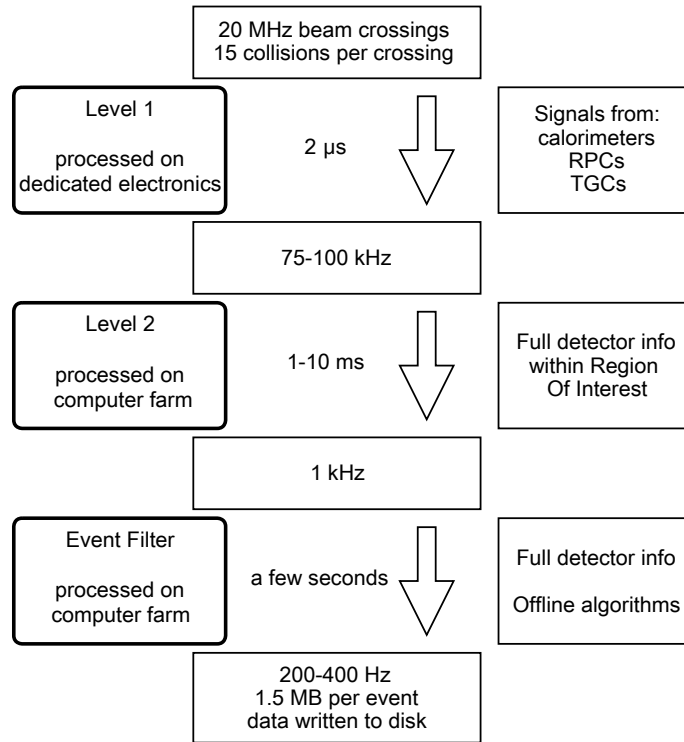 20 MHz beam crossings
15 collisions per crossing
Level 1
processed on
dedicated electronics
2 μs
Signals from:
calorimeters
RPCs
TGCs
75-100 kHz
Level 2
processed on
computer farm
1-10 ms
Full detector info
within Region
Of Interest
1 kHz
Event Filter
processed on
computer farm
a few seconds
Full detector info
Offline algorithms
200-400 Hz
1.5 MB per event
data written to disk